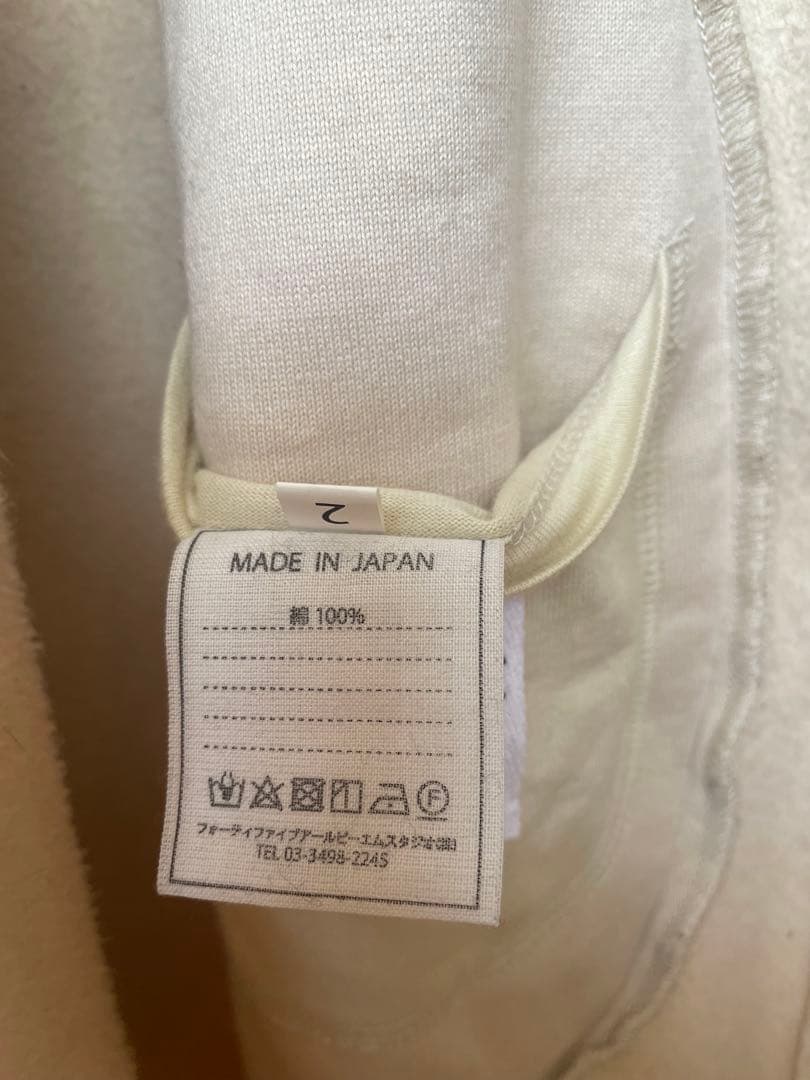 2
MADE IN JAPAN
綿 100%
F
フォーティファイブアールピーエムスタジオ(株)
TEL 03-3498-2245